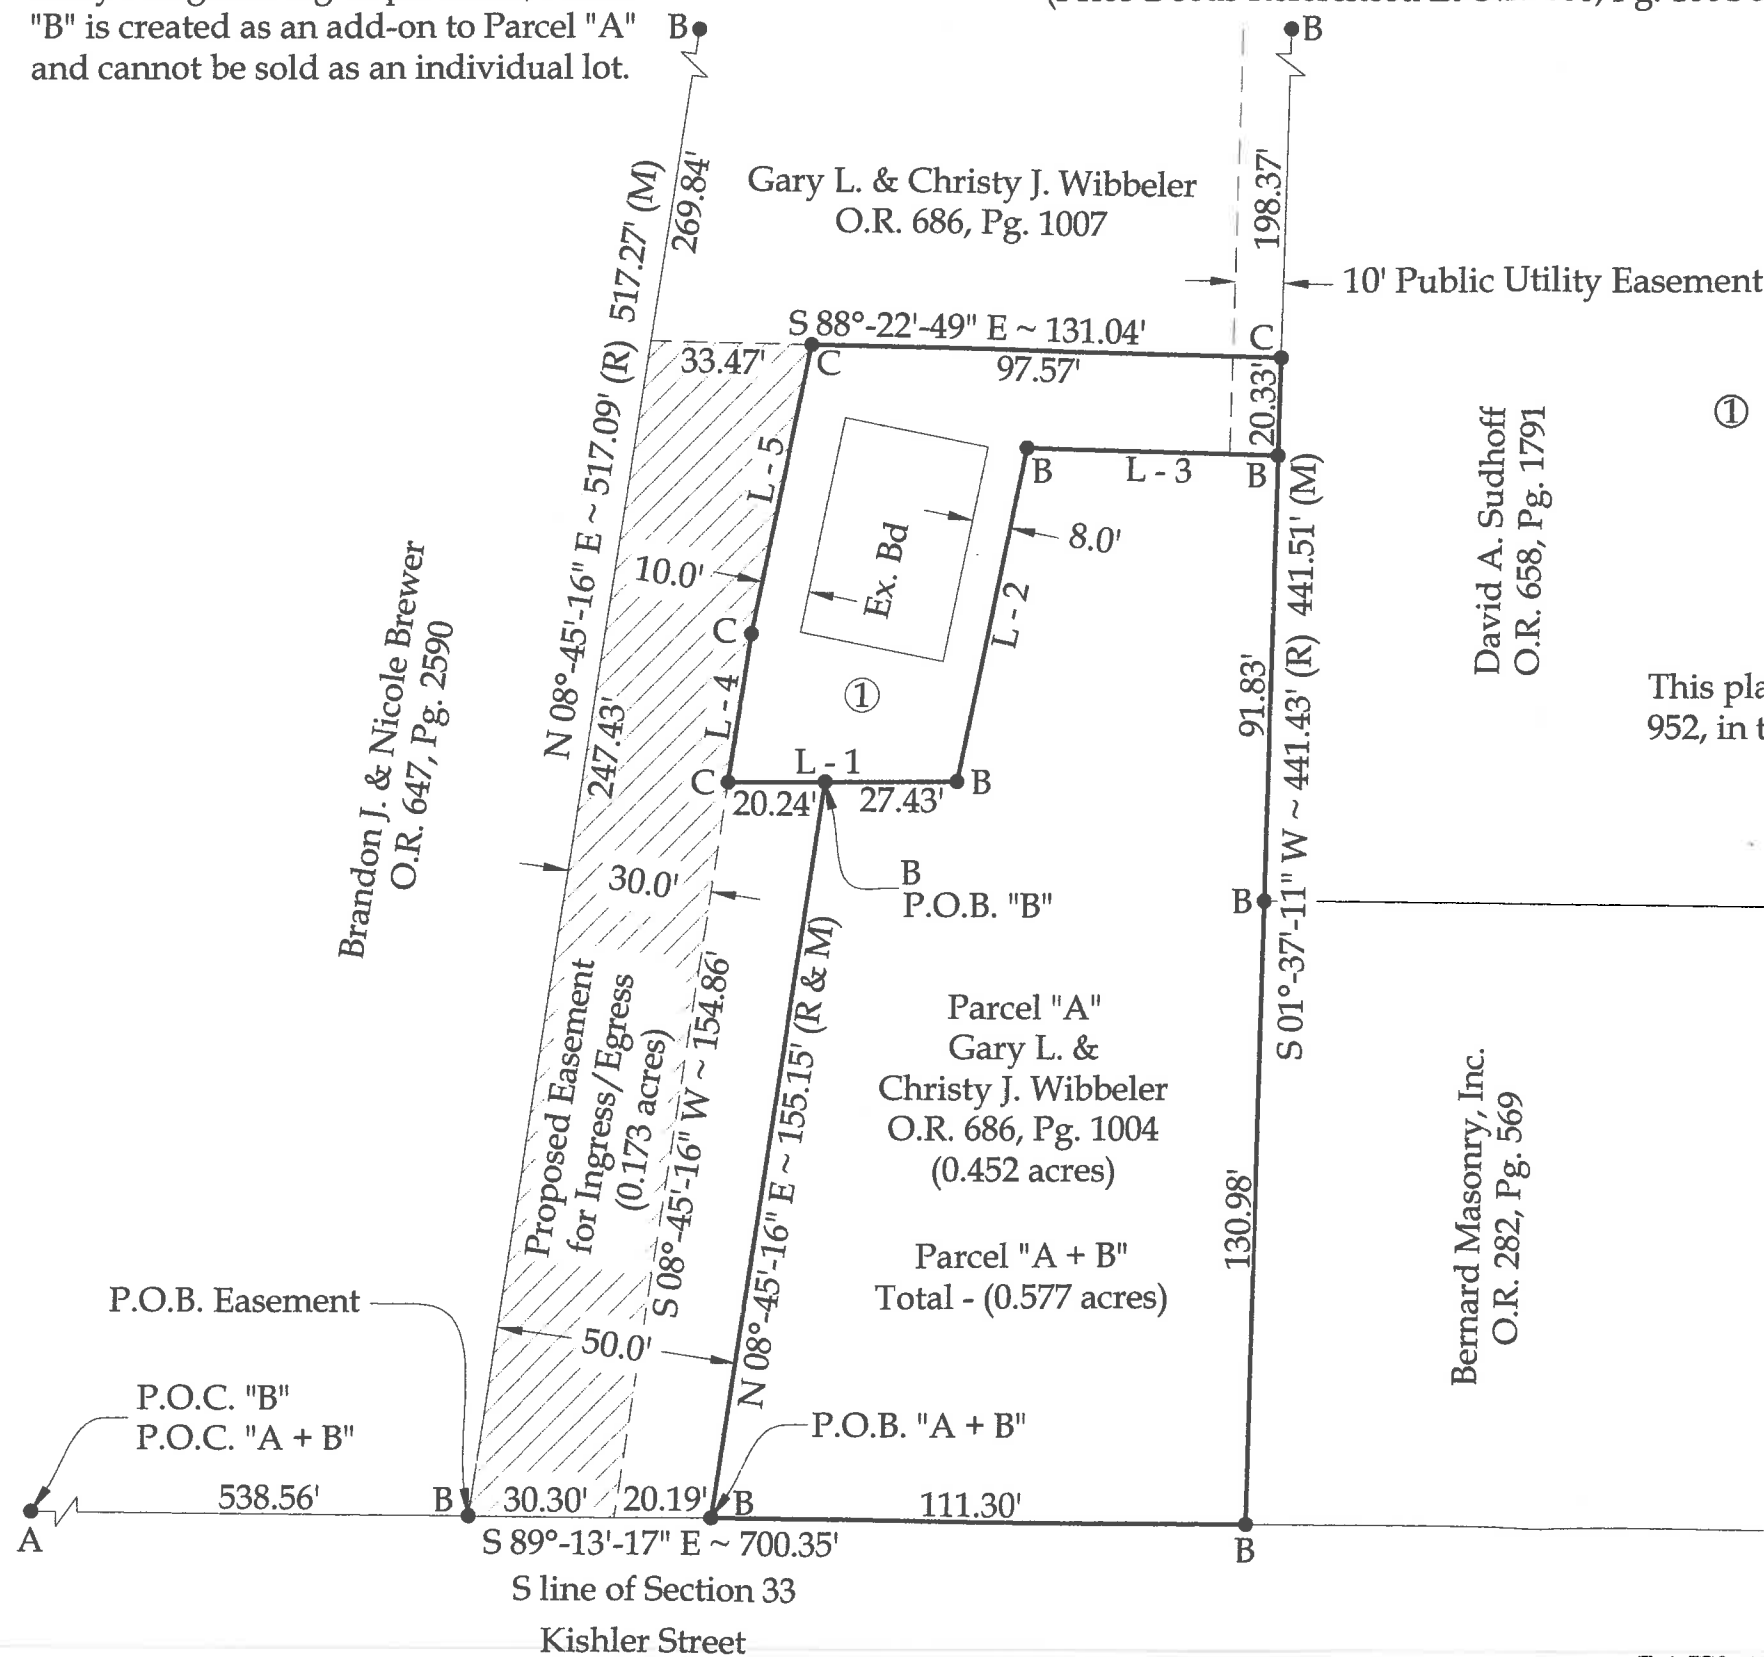 "B" is created as an add-on to Parcel "A"
and cannot be sold as an individual lot.
B
B
269.84'
198.37'
Gary L. & Christy J. Wibbeler
O.R. 686, Pg. 1007
10' Public Utility Easement
N 08°-45'-16" E ~ 517.09' (R) 517.27' (M)
S 88°-22'-49" E ~ 131.04'
C
33.47'
C
97.57'
20.33'
L - 5
B
L - 3
B
10.0'
Ex. Bd
8.0'
L - 2
C
L - 4
①
247.43'
91.83'
S 01°-37'-11" W ~ 441.43' (R) 441.51' (M)
David A. Sudhoff
O.R. 658, Pg. 1791
①
Brandon J. & Nicole Brewer
O.R. 647, Pg. 2590
This
952, in
C
L - 1
B
20.24'
27.43'
30.0'
B
P.O.B. "B"
B
Proposed Easement
for Ingress/Egress
(0.173 acres)
S 08°-45'-16" W ~ 154.86'
N 08°-45'-16" E ~ 155.15' (R & M)
Parcel "A"
Gary L. &
Christy J. Wibbeler
O.R. 686, Pg. 1004
(0.452 acres)
Parcel "A + B"
Total - (0.577 acres)
130.98'
Bernard Masonry, Inc.
O.R. 282, Pg. 569
P.O.B. Easement
50.0'
P.O.C. "B"
P.O.C. "A + B"
P.O.B. "A + B"
A
538.56'
B
30.30'
20.19'
B
111.30'
B
S 89°-13'-17" E ~ 700.35'
S line of Section 33
Kishler Street